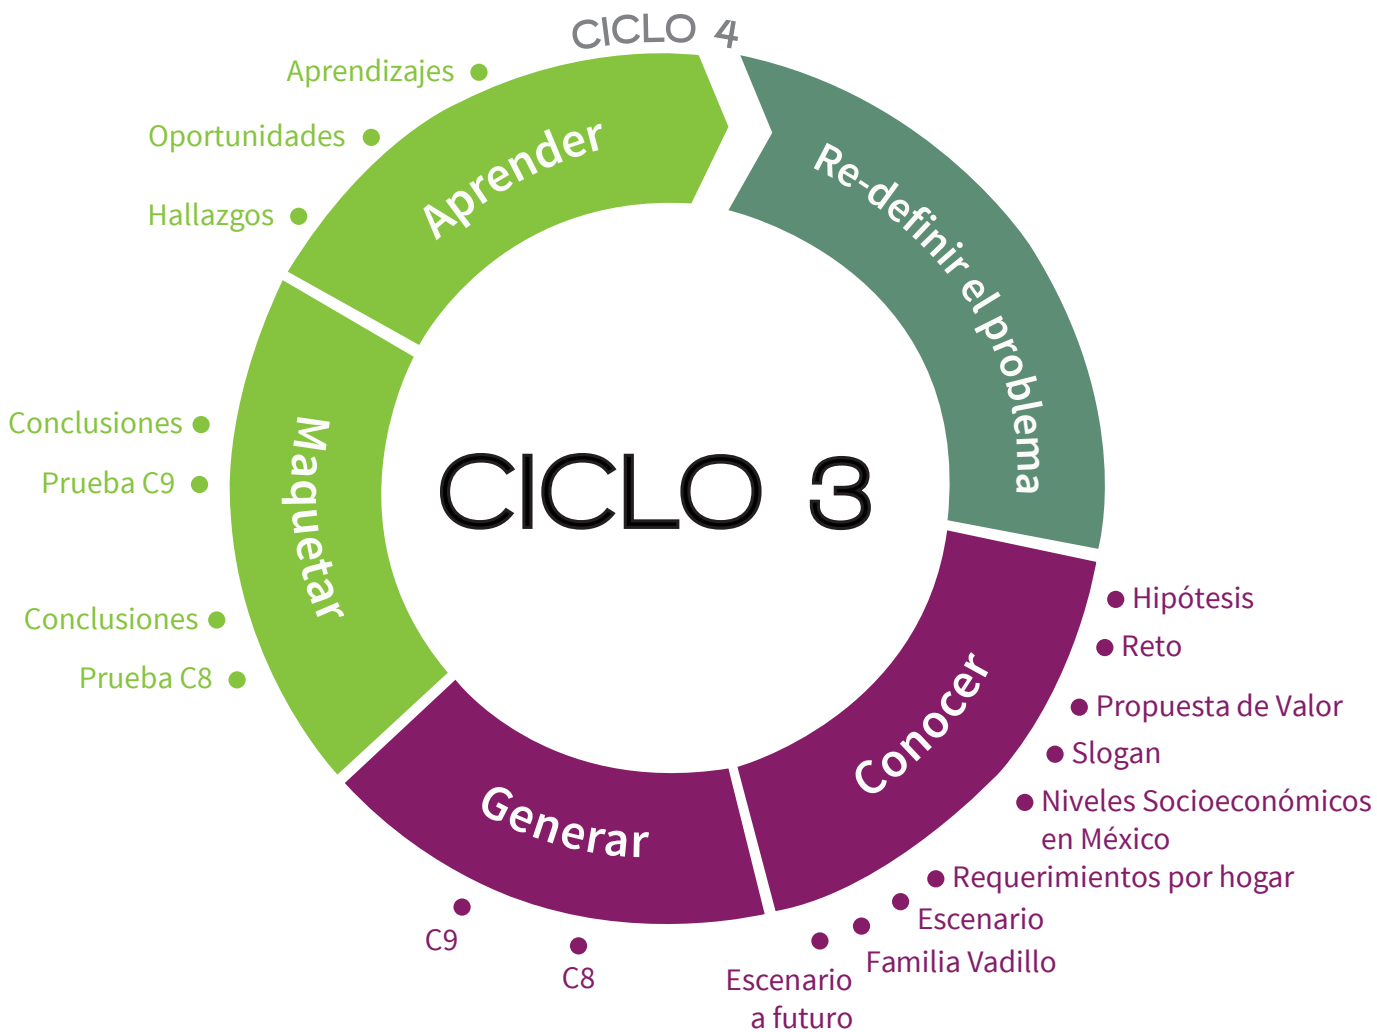 CICLO 4
Aprendizajes
Oportunidades
Hallazgos
Aprender
Re-definir el problema
Conclusiones
Prueba C9
Conclusiones
Prueba C8
Maquetar
CICLO 3
Conocer
Hipótesis
Reto
Propuesta de Valor
Slogan
Niveles Socioeconómicos
en México
Requerimientos por hogar
Escenario
Familia Vadillo
Escenario
a futuro
Generar
C9
C8